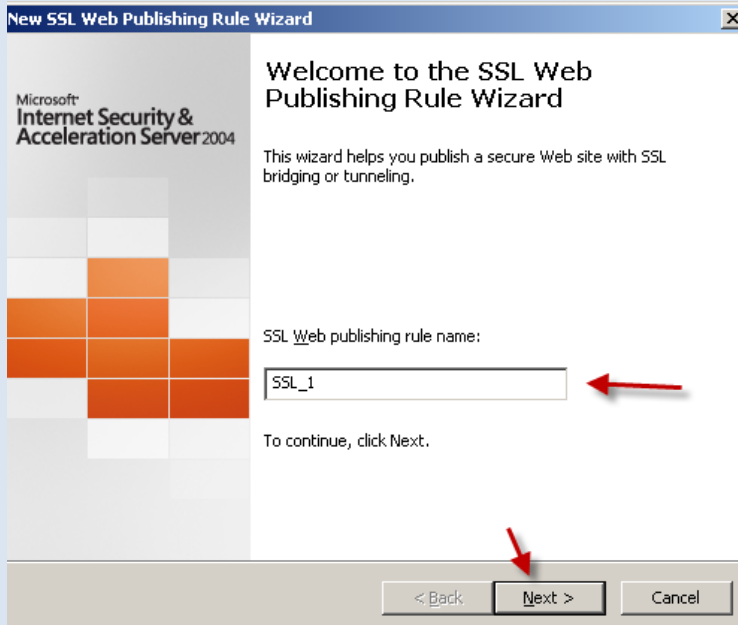 New SSL Web Publishing Rule Wizard
Welcome to the SSL Web
Publishing Rule Wizard
Microsoft
Internet Security &
Acceleration Server 2004
This wizard helps you publish a secure Web site with SSL
bridging or tunneling.
SSL Web publishing rule name:
SSL_1
To continue, click Next.
< Back
Next >
Cancel